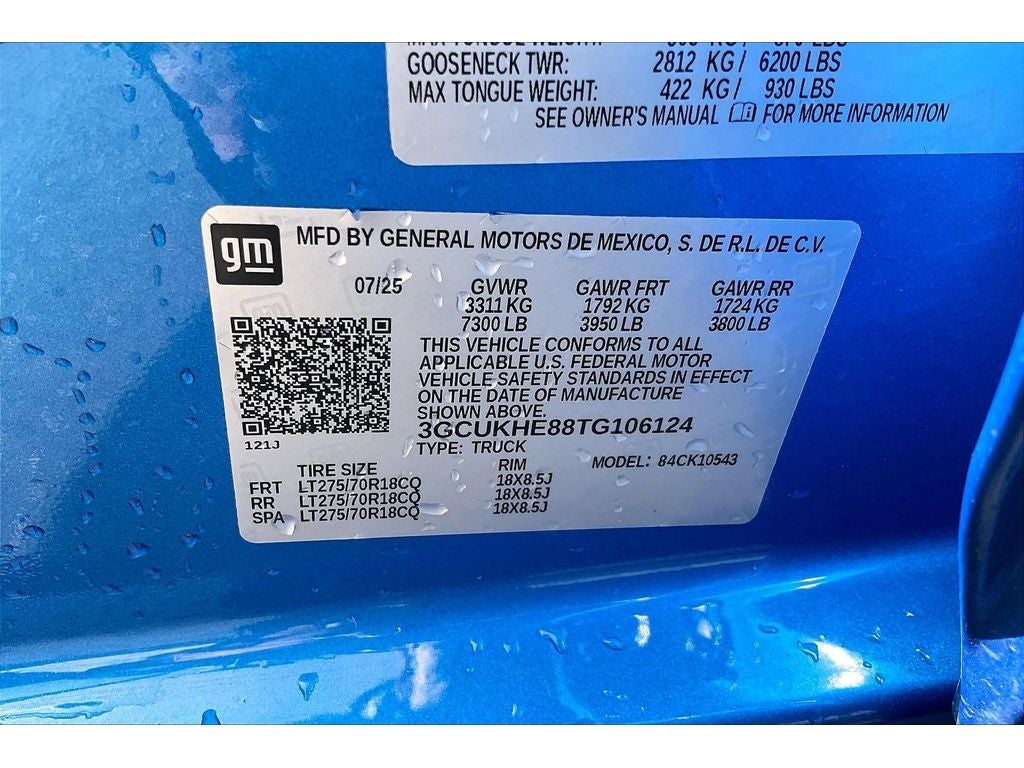 MAX TONGUE WEIGHT:
GOOSENECK TWR: 2812 KG / 6200 LBS
MAX TONGUE WEIGHT: 422 KG / 930 LBS
SEE OWNER'S MANUAL FOR MORE INFORMATION
gm
MFD BY GENERAL MOTORS DE MEXICO, S. DE R.L. DE C.V.
07/25 GVWR GAWR FRT GAWR RR
3311 KG 1792 KG 1724 KG
7300 LB 3950 LB 3800 LB
THIS VEHICLE CONFORMS TO ALL
APPLICABLE U.S. FEDERAL MOTOR
VEHICLE SAFETY STANDARDS IN EFFECT
ON THE DATE OF MANUFACTURE
SHOWN ABOVE.
3GCUKHE88TG106124
121J
TYPE: TRUCK
MODEL: 84CK10543
TIRE SIZE RIM
FRT LT275/70R18CQ 18X8.5J
RR LT275/70R18CQ 18X8.5J
SPA LT275/70R18CQ 18X8.5J